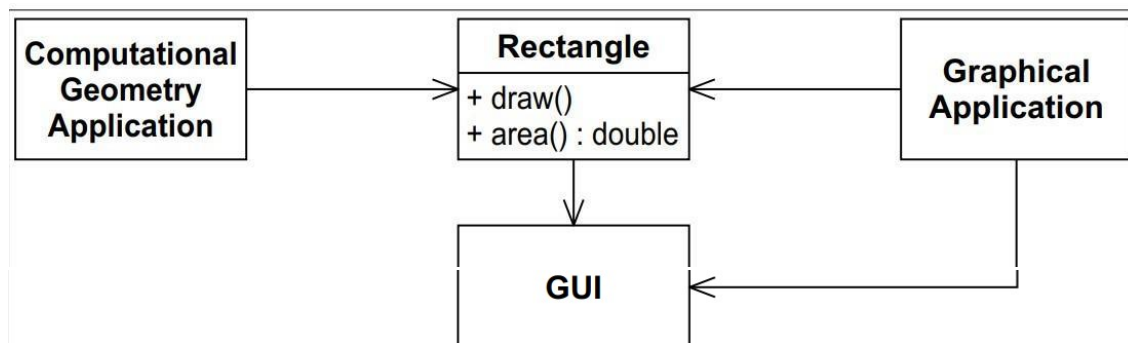 Computational
Geometry
Application
Rectangle
+ draw()
+ area() : double
Graphical
Application
GUI